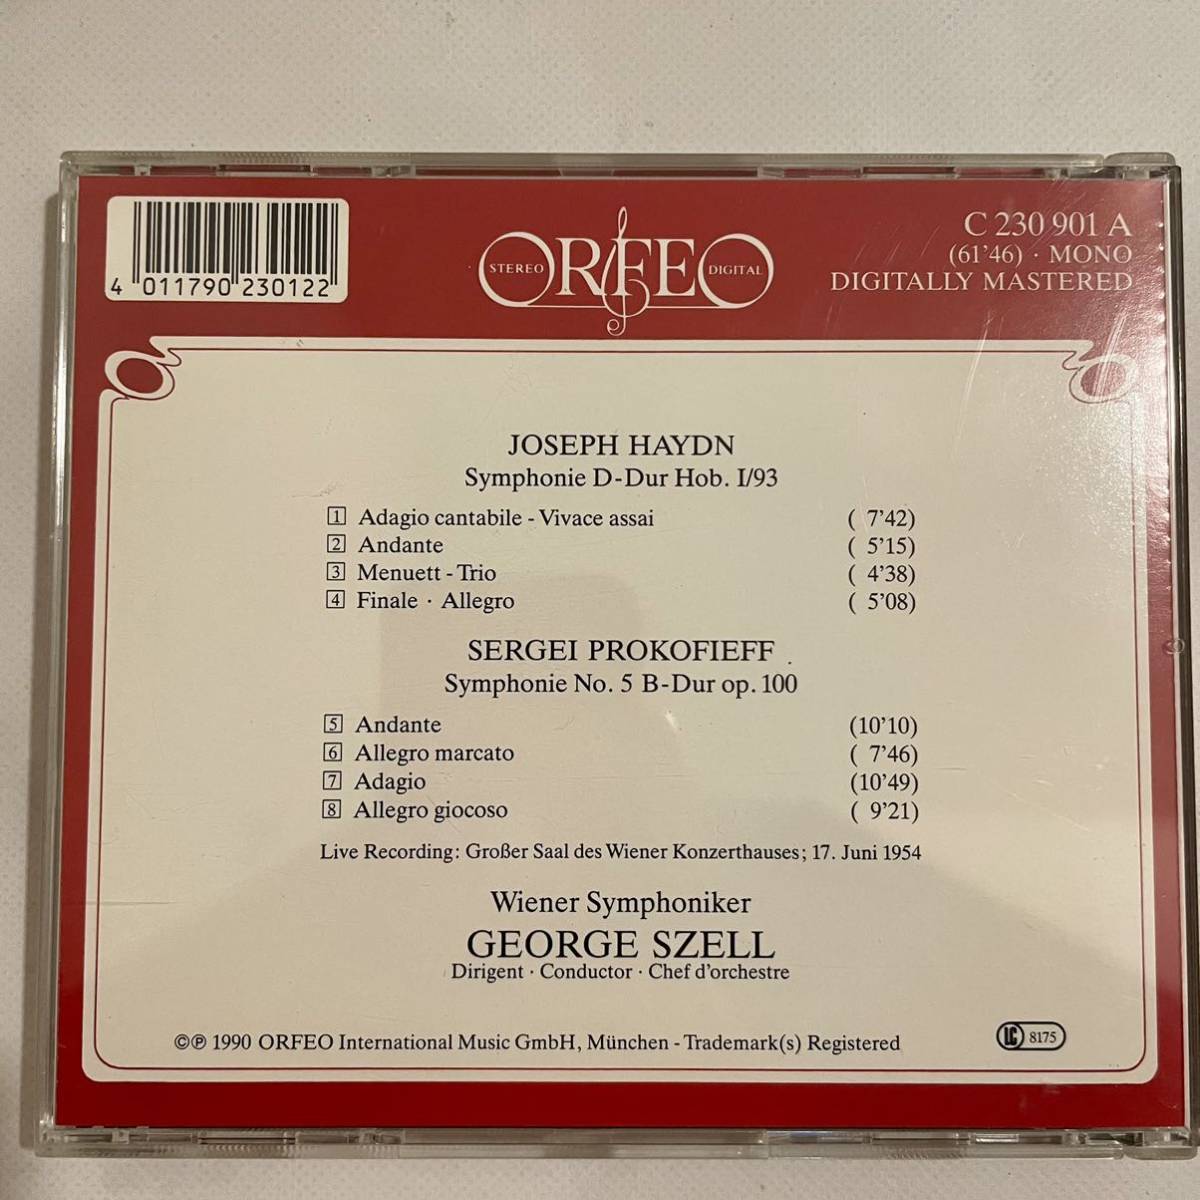 4 011790 230122
STEREO ORFEO DIGITAL
C 230 901 A
(61'46) · MONO
DIGITALLY MASTERED
JOSEPH HAYDN
Symphonie D-Dur Hob. I/93
1 Adagio cantabile - Vivace assai ( 7'42)
2 Andante ( 5'15)
3 Menuett - Trio ( 4'38)
4 Finale · Allegro ( 5'08)
SERGEI PROKOFIEFF
Symphonie No. 5 B-Dur op. 100
5 Andante (10'10)
6 Allegro marcato ( 7'46)
7 Adagio (10'49)
8 Allegro giocoso ( 9'21)
Live Recording: Großer Saal des Wiener Konzerthauses; 17. Juni 1954
Wiener Symphoniker
GEORGE SZELL
Dirigent · Conductor · Chef d'orchestre
©℗ 1990 ORFEO International Music GmbH, München - Trademark(s) Registered
LC 8175